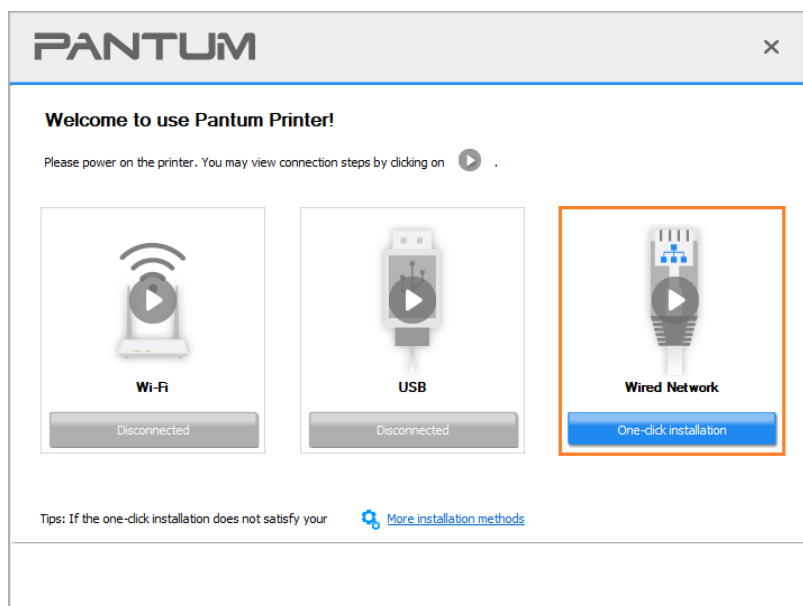 PANTUM
Welcome to use Pantum Printer!
Please power on the printer. You may view connection steps by clicking on .
Wi-Fi
USB
Wired Network
Disconnected
Disconnected
One-click installation
Tips: If the one-click installation does not satisfy your
More installation methods